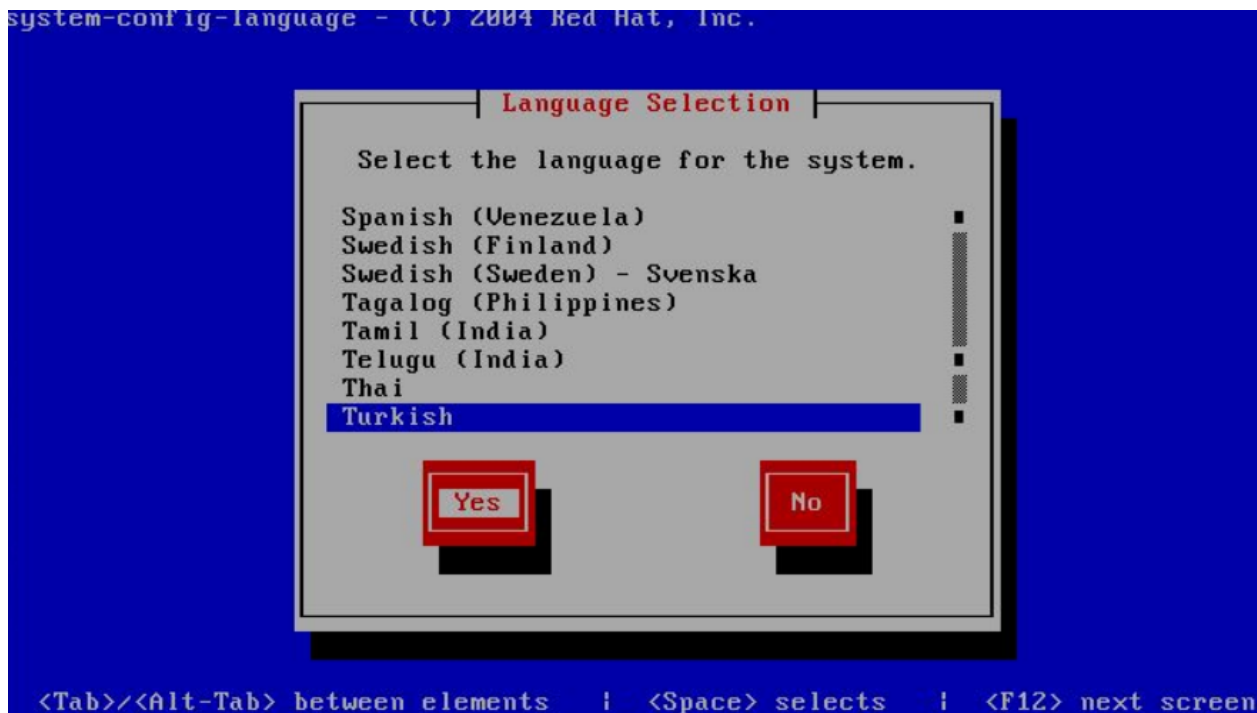 system-config-language - (C) 2004 Red Hat, Inc.
Language Selection
Select the language for the system.
Spanish (Venezuela)
Swedish (Finland)
Swedish (Sweden) - Svenska
Tagalog (Philippines)
Tamil (India)
Telugu (India)
Thai
Turkish
Yes No
<Tab>/<Alt-Tab> between elements | <Space> selects | <F12> next screen